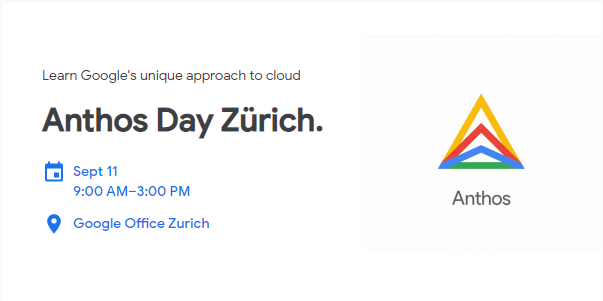 Learn Google's unique approach to cloud
Anthos Day Zürich.
Sept 11
9:00 AM–3:00 PM
Google Office Zurich
Anthos